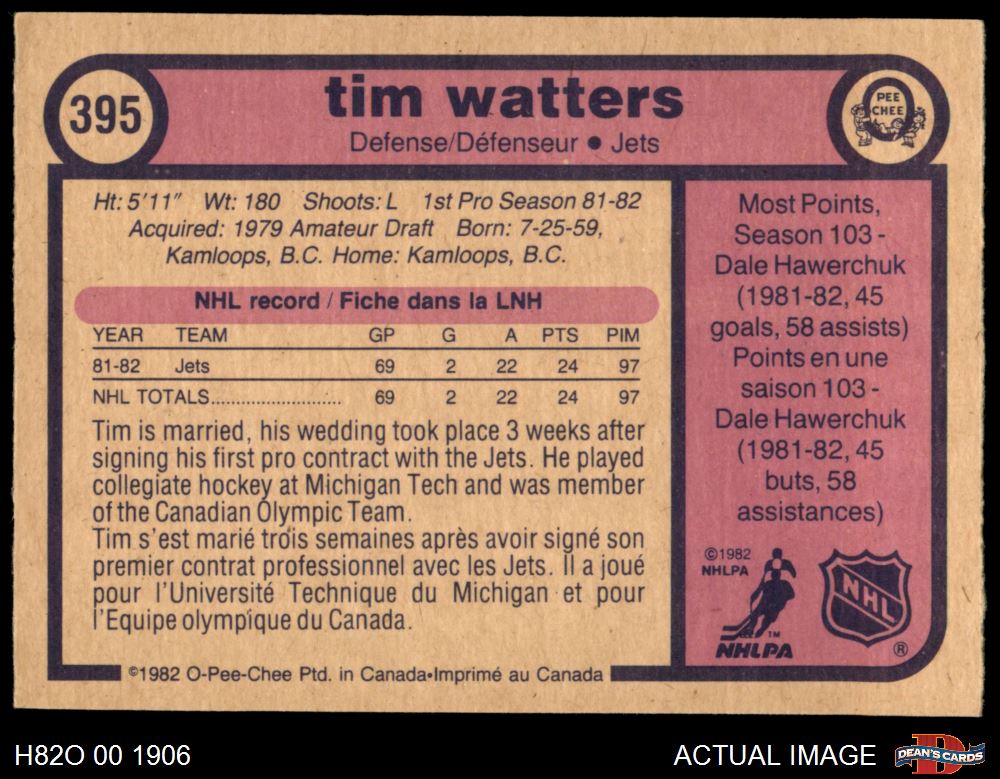 395
tim watters
Defense/Défenseur • Jets
PEE
CHEE
Ht: 5'11" Wt: 180 Shoots: L 1st Pro Season 81-82
Acquired: 1979 Amateur Draft Born: 7-25-59,
Kamloops, B.C. Home: Kamloops, B.C.
NHL record / Fiche dans la LNH
YEAR TEAM GP G A PTS PIM
81-82 Jets 69 2 22 24 97
NHL TOTALS........................... 69 2 22 24 97
Tim is married, his wedding took place 3 weeks after
signing his first pro contract with the Jets. He played
collegiate hockey at Michigan Tech and was member
of the Canadian Olympic Team.
Tim s'est marié trois semaines après avoir signé son
premier contrat professionnel avec les Jets. Il a joué
pour l'Université Technique du Michigan et pour
l'Equipe olympique du Canada.
©1982 O-Pee-Chee Ptd. in Canada•Imprimé au Canada
Most Points,
Season 103 -
Dale Hawerchuk
(1981-82, 45
goals, 58 assists)
Points en une
saison 103 -
Dale Hawerchuk
(1981-82, 45
buts, 58
assistances)
©1982
NHLPA
TM
NHLPA
NHL
®
H82O 00 1906
ACTUAL IMAGE
DEAN'S CARDS